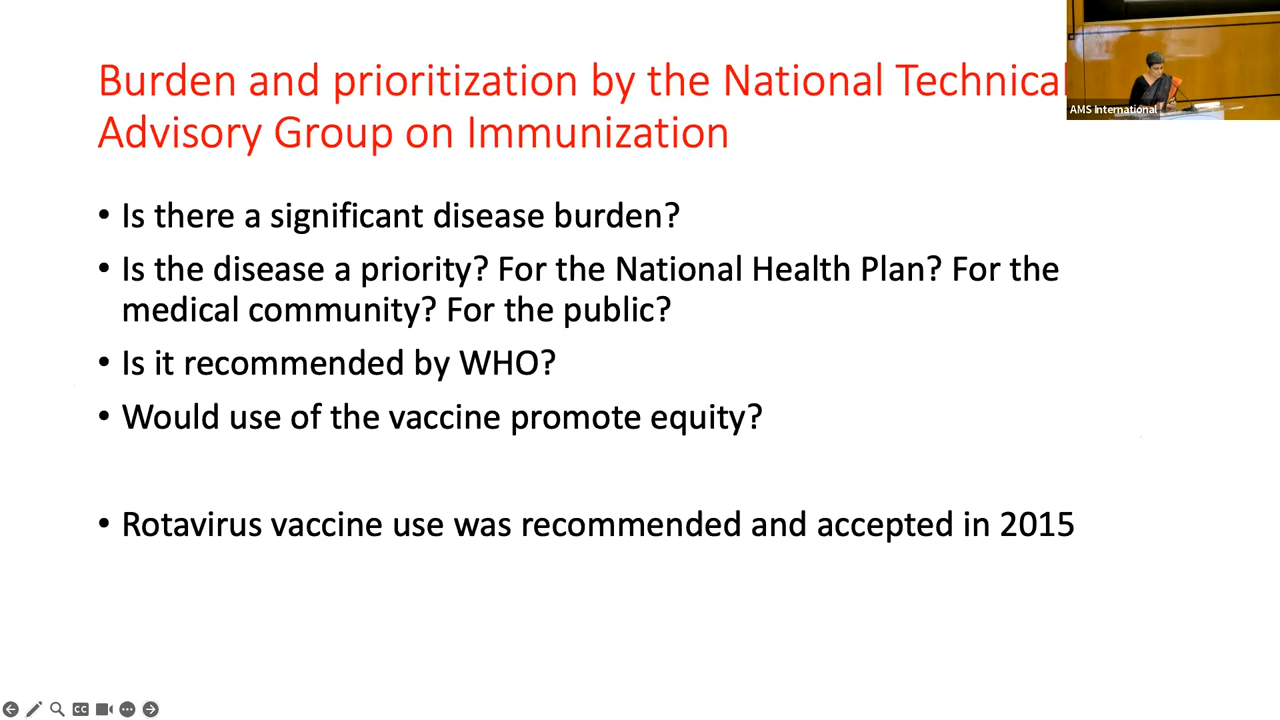 Burden and prioritization by the National Technical
Advisory Group on Immunization
AMS International
• Is there a significant disease burden?
• Is the disease a priority? For the National Health Plan? For the
medical community? For the public?
• Is it recommended by WHO?
• Would use of the vaccine promote equity?
• Rotavirus vaccine use was recommended and accepted in 2015
CC